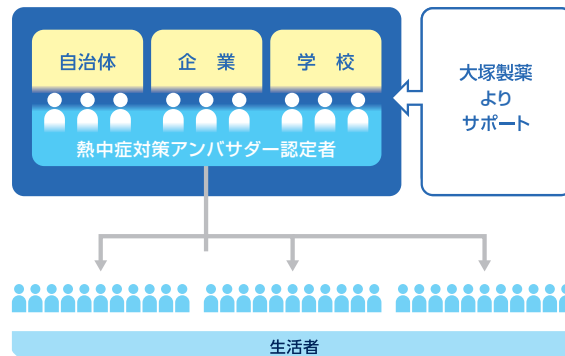 自治体
企 業
学 校
大塚製薬
より
サポート
熱中症対策アンバサダー認定者
生活者